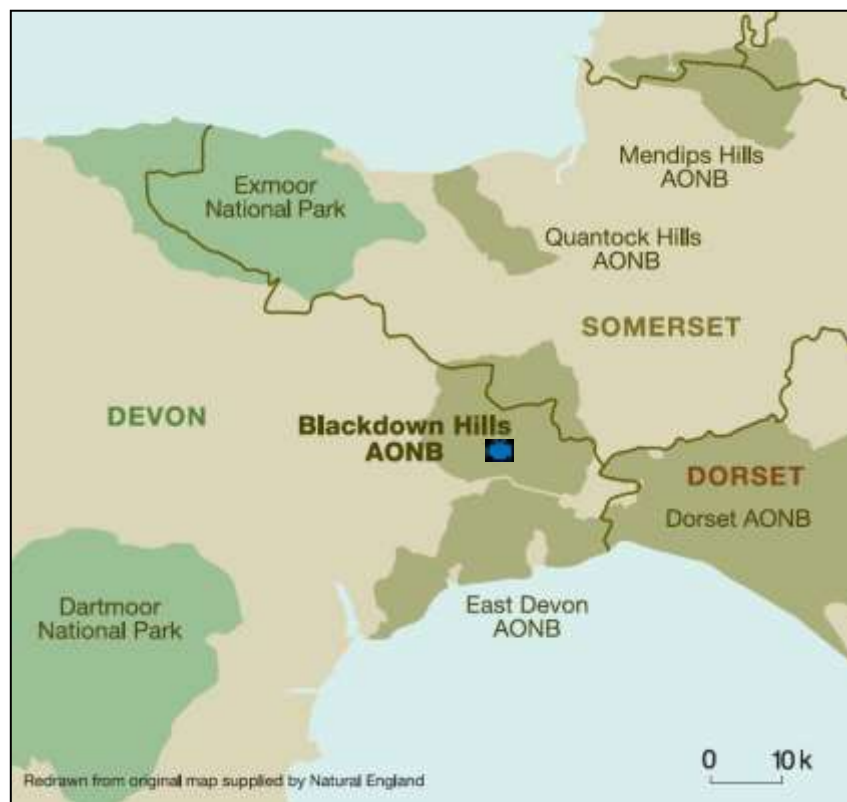 Mendips Hills
AONB
Exmoor
National Park
Quantock Hills
AONB
SOMERSET
DEVON
Blackdown Hills
AONB
DORSET
Dorset AONB
East Devon
AONB
Dartmoor
National Park
0 10 k
Redrawn from original map supplied by Natural England